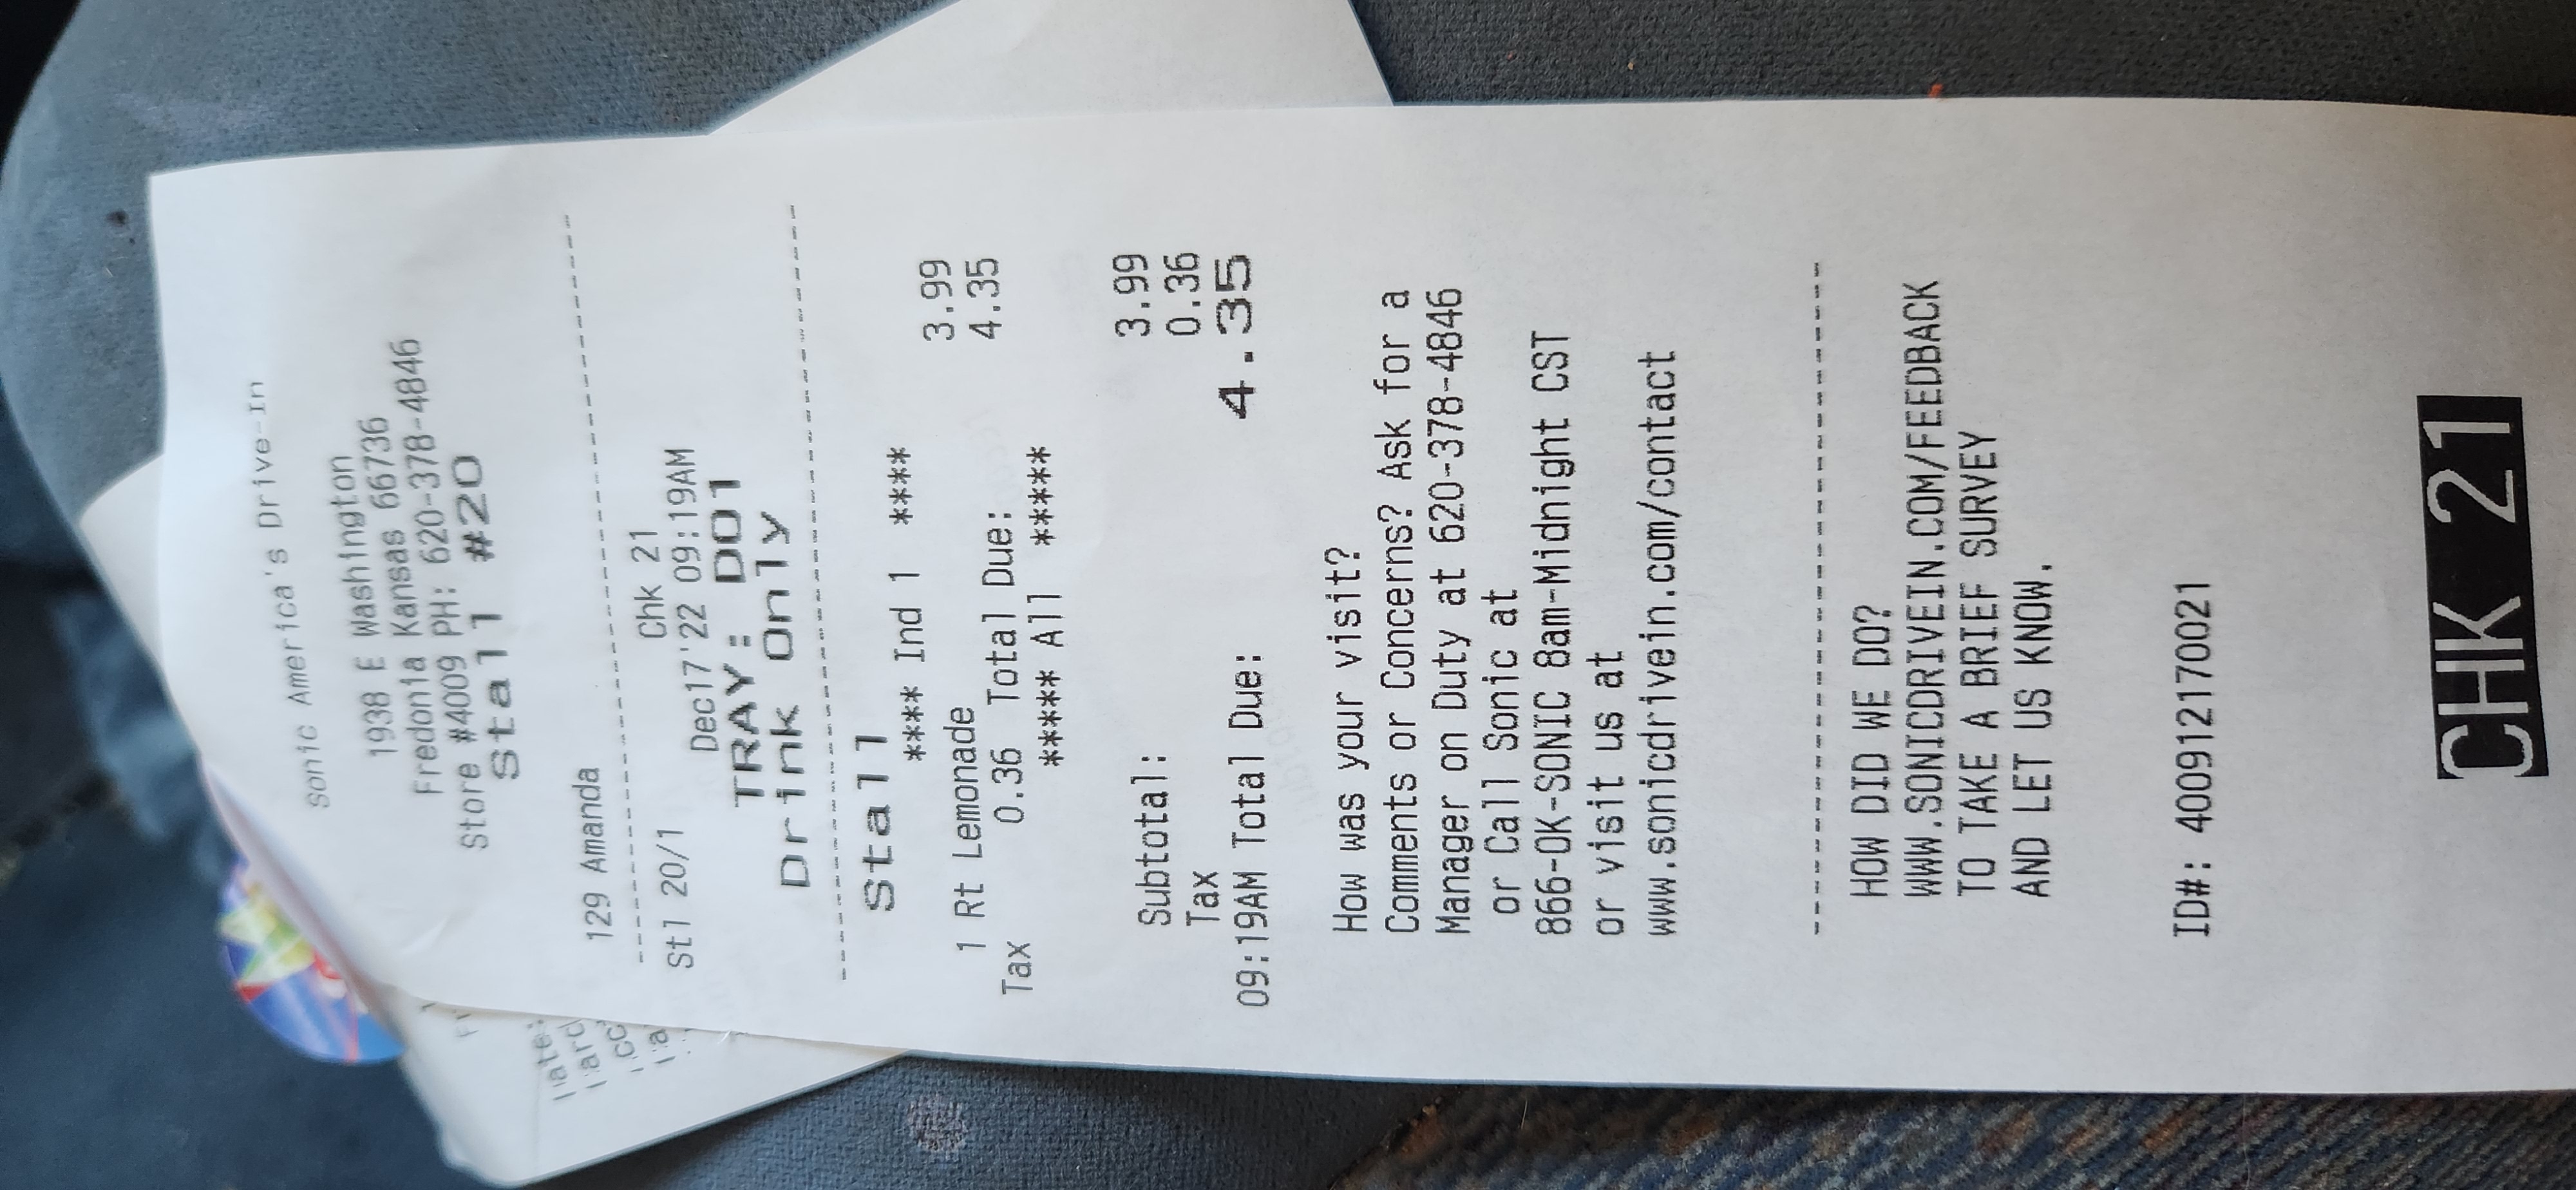 Sonic America's Drive-In
1938 E Washington
Fredonia Kansas 66736
Store #4009 PH: 620-378-4846
Stall #20
129 Amanda
Chk 21
Stl 20/1
Dec17'22 09:19AM
TRAY: D01
Drink Only
Stall
**** Ind 1 ****
1 Rt Lemonade 3.99
Tax 0.36 Total Due: 4.35
***** All *****
Subtotal: 3.99
Tax 0.36
09:19AM Total Due: 4.35
How was your visit?
Comments or Concerns? Ask for a
Manager on Duty at 620-378-4846
or Call Sonic at
866-OK-SONIC 8am-Midnight CST
or visit us at
www.sonicdrivein.com/contact
HOW DID WE DO?
WWW.SONICDRIVEIN.COM/FEEDBACK
TO TAKE A BRIEF SURVEY
AND LET US KNOW.
ID#: 400912170021
CHK 21